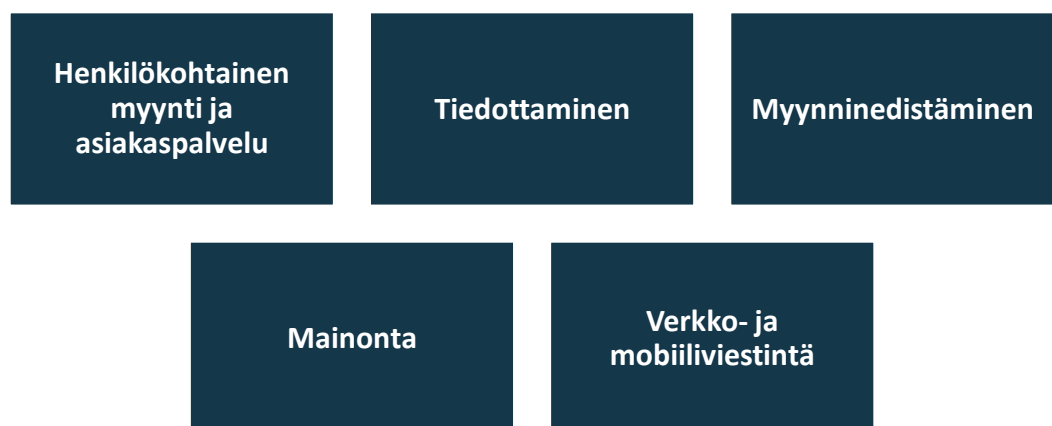 Henkilökohtainen
myynti ja
asiakaspalvelu
Tiedottaminen
Myynninedistäminen
Mainonta
Verkko- ja
mobiiliviestintä